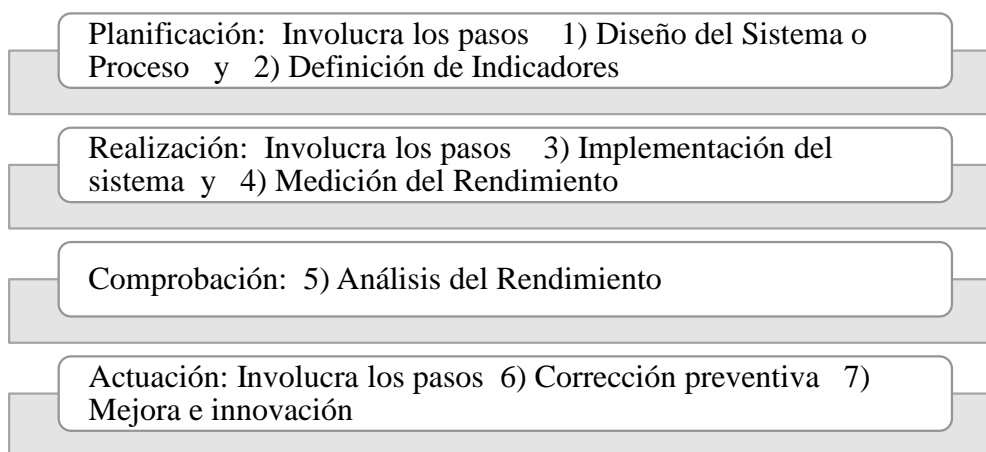 Planificación: Involucra los pasos 1) Diseño del Sistema o
Proceso y 2) Definición de Indicadores
Realización: Involucra los pasos 3) Implementación del
sistema y 4) Medición del Rendimiento
Comprobación: 5) Análisis del Rendimiento
Actuación: Involucra los pasos 6) Corrección preventiva 7)
Mejora e innovación